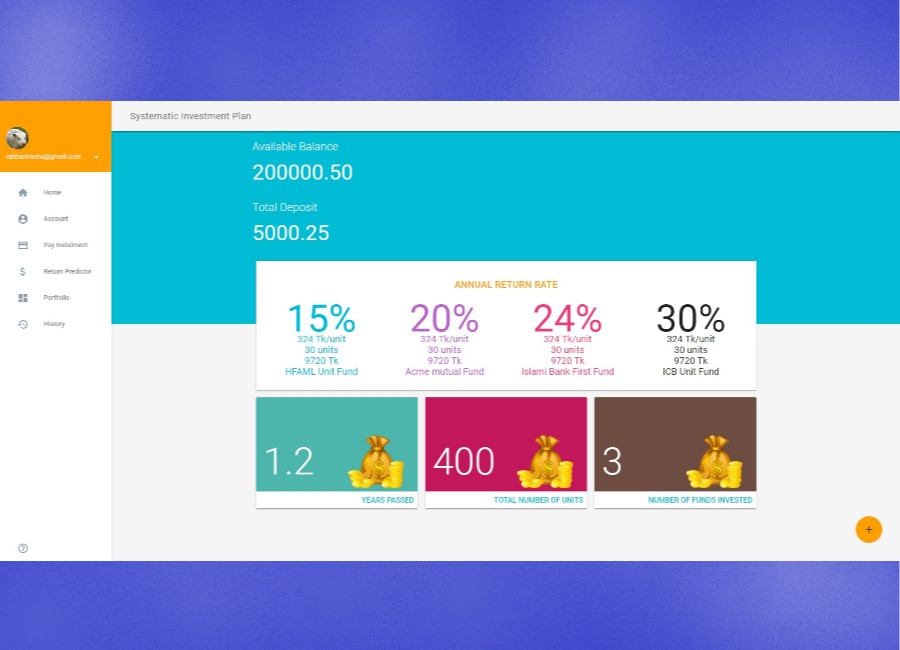 Systematic Investment Plan
Home
Account
Pay Instalment
Return Predictor
Portfolio
History
Available Balance
200000.50
Total Deposit
5000.25
ANNUAL RETURN RATE
15% 20% 24% 30%
324 Tk/unit 324 Tk/unit 324 Tk/unit 324 Tk/unit
30 units 30 units 30 units 30 units
9720 Tk 9720 Tk 9720 Tk 9720 Tk
HFAML Unit Fund Acme mutual Fund Islami Bank First Fund ICB Unit Fund
1.2 400 3
YEARS PASSED TOTAL NUMBER OF UNITS NUMBER OF FUNDS INVESTED